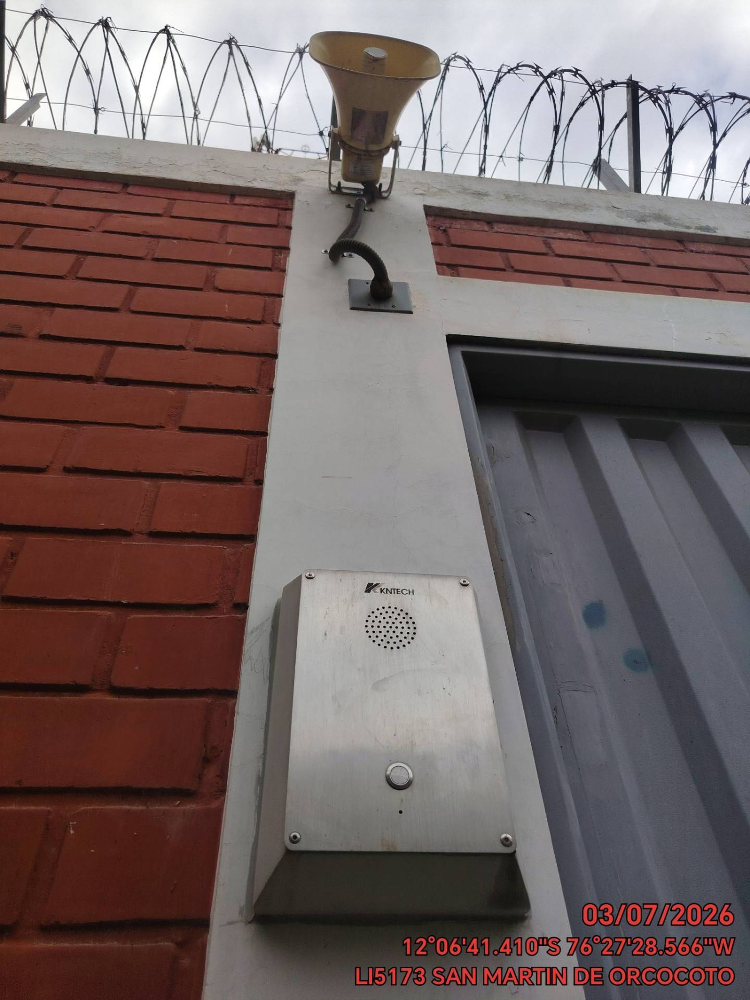 KNTECH
03/07/2026
12°06'41.410"S 76°27'28.566"W
LI5173 SAN MARTIN DE ORCOCOTO